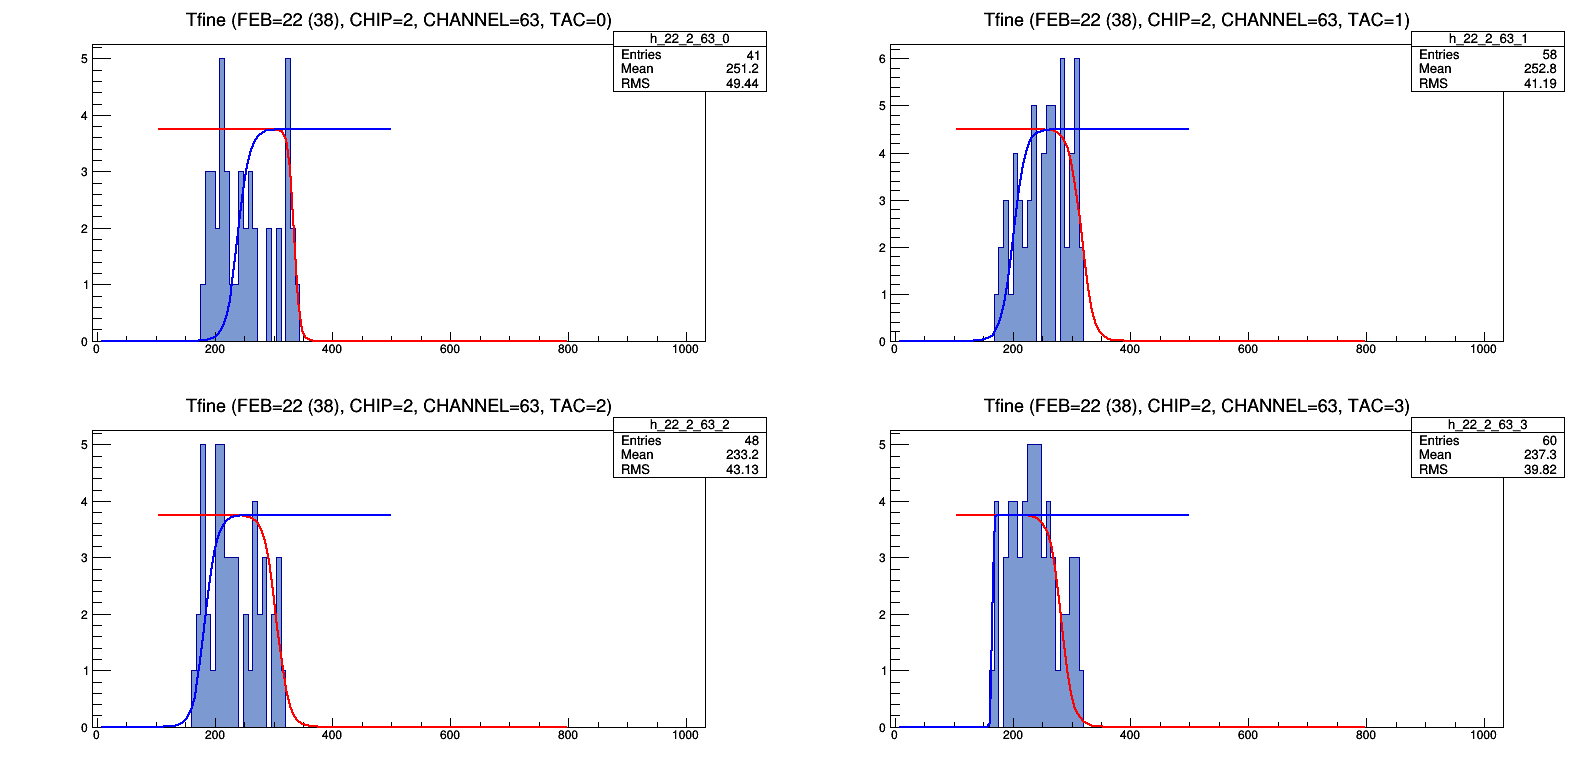 Tfine (FEB=22 (38), CHIP=2, CHANNEL=63, TAC=0)
h_22_2_63_0
Entries 41
Mean 251.2
RMS 49.44
5
4
3
2
1
0
0 200 400 600 800 1000
Tfine (FEB=22 (38), CHIP=2, CHANNEL=63, TAC=1)
h_22_2_63_1
Entries 58
Mean 252.8
RMS 41.19
6
5
4
3
2
1
0
0 200 400 600 800 1000
Tfine (FEB=22 (38), CHIP=2, CHANNEL=63, TAC=2)
h_22_2_63_2
Entries 48
Mean 233.2
RMS 43.13
5
4
3
2
1
0
0 200 400 600 800 1000
Tfine (FEB=22 (38), CHIP=2, CHANNEL=63, TAC=3)
h_22_2_63_3
Entries 60
Mean 237.3
RMS 39.82
5
4
3
2
1
0
0 200 400 600 800 1000